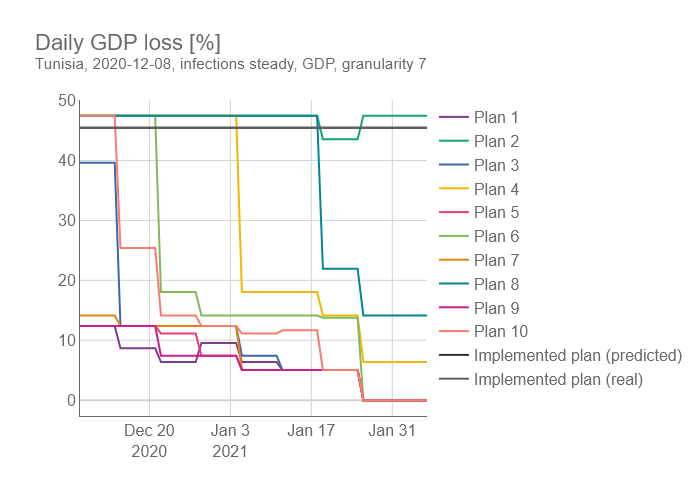 Daily GDP loss [%]
Tunisia, 2020-12-08, infections steady, GDP, granularity 7
50
40
30
20
10
0
Dec 20
2020
Jan 3
2021
Jan 17
Jan 31
Plan 1
Plan 2
Plan 3
Plan 4
Plan 5
Plan 6
Plan 7
Plan 8
Plan 9
Plan 10
Implemented plan (predicted)
Implemented plan (real)